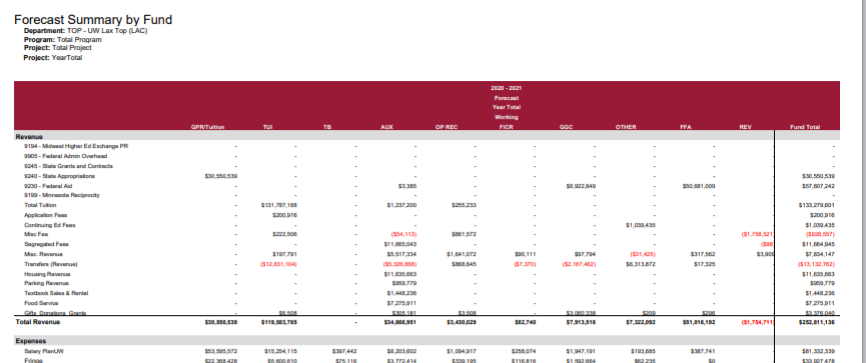 Forecast Summary by Fund
Department: TOP - UW Lax Top (LAC)
Program: Total Program
Project: Total Project
Project: YearTotal
2020 - 2021
Forecast
Year Total
Working
GPR/Tuition TUI TB AUX OP REC FICR GGC OTHER FFA REV Fund Total
Revenue
9194 - Midwest Higher Ed Exchange PR - - - - - - - - - - -
9905 - Federal Admin Overhead - - - - - - - - - - -
9245 - State Grants and Contracts - - - - - - - - - - -
9240 - State Appropriations $30,550,539 - - - - - - - - - $30,550,539
9230 - Federal Aid - - - $3,385 - - $6,922,849 - $50,681,009 - $57,607,242
9199 - Minnesota Reciprocity - - - - - - - - - - -
Total Tuition - $131,787,168 - $1,237,200 $255,233 - - - - - $133,279,601
Application Fees - $200,916 - - - - - - - - $200,916
Continuing Ed Fees - - - - - - - $1,039,435 - - $1,039,435
Misc Fee - $222,508 - ($54,113) $661,572 - - - - ($1,758,521 ($928,557)
Segregated Fees - - - $11,665,043 - - - - - ($98 $11,664,945
Misc. Revenue - $197,791 - $5,517,334 $1,641,072 $90,111 $97,794 ($31,425) $317,562 $3,909 $7,834,147
Transfers (Revenue) - ($12,831,104) - ($5,326,868) $868,645 ($7,370) ($2,167,462) $6,313,872 $17,325 - ($13,132,762)
Housing Revenue - - - $11,635,663 - - - - - - $11,635,663
Parking Revenue - - - $959,779 - - - - - - $959,779
Textbook Sales & Rental - - - $1,448,236 - - - - - - $1,448,236
Food Service - - - $7,275,911 - - - - - - $7,275,911
Gifts Donations Grants - $6,508 - $305,181 $3,508 - $3,060,338 $209 $296 - $3,376,040
Total Revenue $30,550,539 $119,583,785 - $34,666,951 $3,430,029 $82,740 $7,913,518 $7,322,092 $51,016,192 ($1,754,711) $252,811,136
Expenses
Salary PlanUW $53,595,572 $15,254,115 $397,442 $8,203,602 $1,094,917 $258,074 $1,947,191 $193,685 $387,741 - $81,332,339
Fringe $22,368,428 $5,600,610 $75,116 $3,772,414 $339,195 $116,816 $1,592,664 $62,235 $0 - $33,927,478